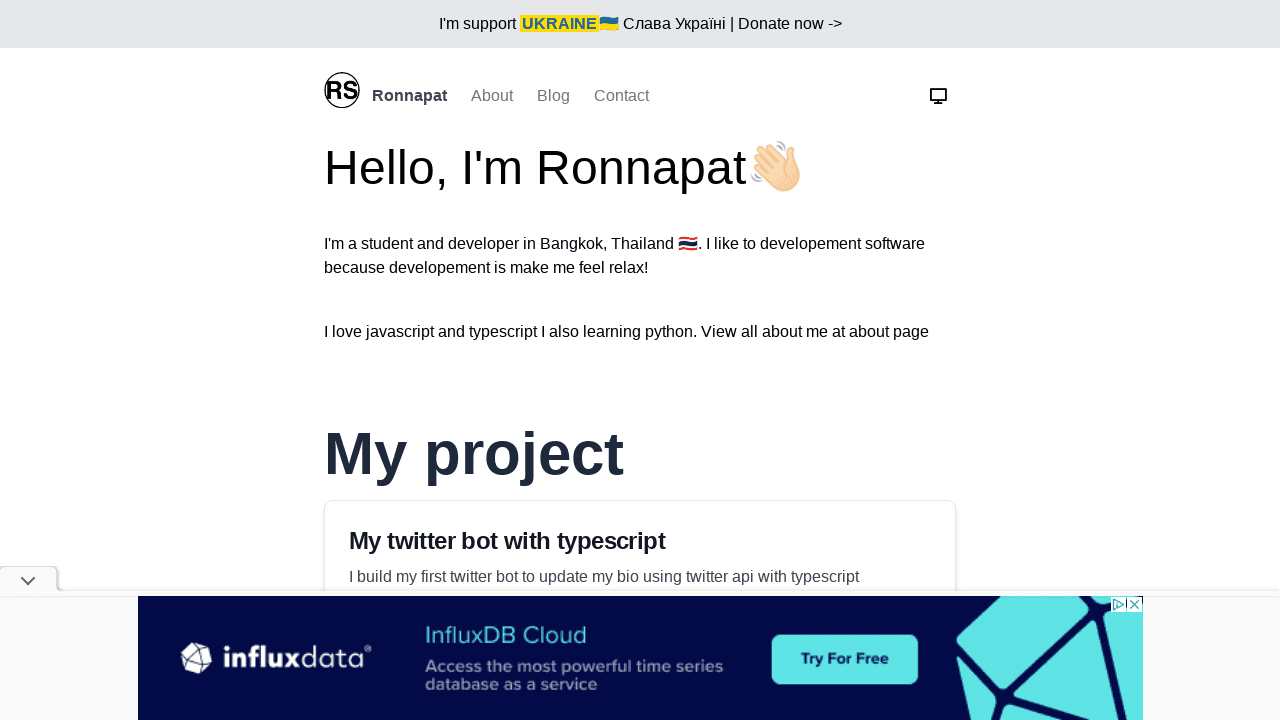 I'm support UKRAINE🇺🇦 Слава Україні | Donate now ->
RS Ronnapat About Blog Contact
Hello, I'm Ronnapat👋🏻
I'm a student and developer in Bangkok, Thailand 🇹🇭. I like to developement software
because developement is make me feel relax!
I love javascript and typescript I also learning python. View all about me at about page
My project
My twitter bot with typescript
I build my first twitter bot to update my bio using twitter api with typescript
influxdata
InfluxDB Cloud
Access the most powerful time series
database as a service
Try For Free